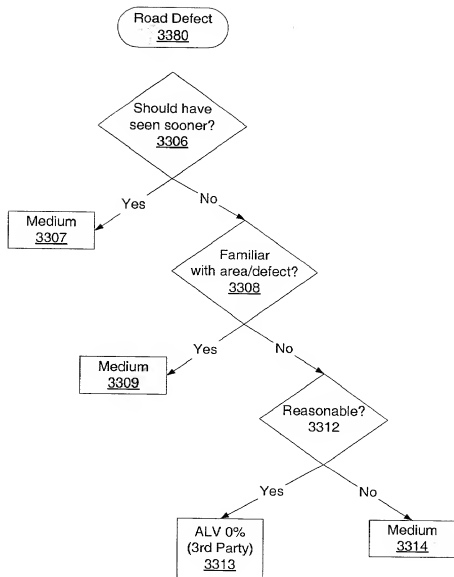 Road Defect
3380
Should have
seen sooner?
3306
Yes
No
Medium
3307
Familiar
with area/defect?
3308
Yes
No
Medium
3309
Reasonable?
3312
Yes
No
ALV 0%
(3rd Party)
3313
Medium
3314